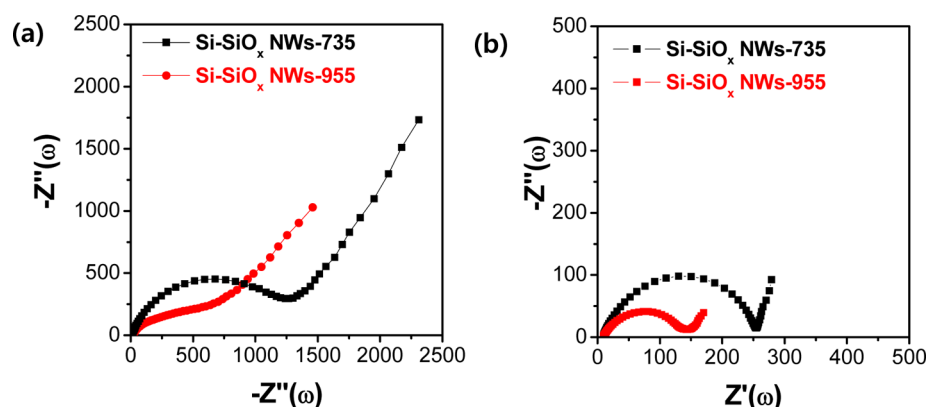 (a)
2500
2000
1500
1000
500
0
-Z''(ω)
Si-SiOₓ NWs-735
Si-SiOₓ NWs-955
0 500 1000 1500 2000 2500
-Z''(ω)
(b)
500
400
300
200
100
0
-Z''(ω)
Si-SiOₓ NWs-735
Si-SiOₓ NWs-955
0 100 200 300 400 500
Z'(ω)